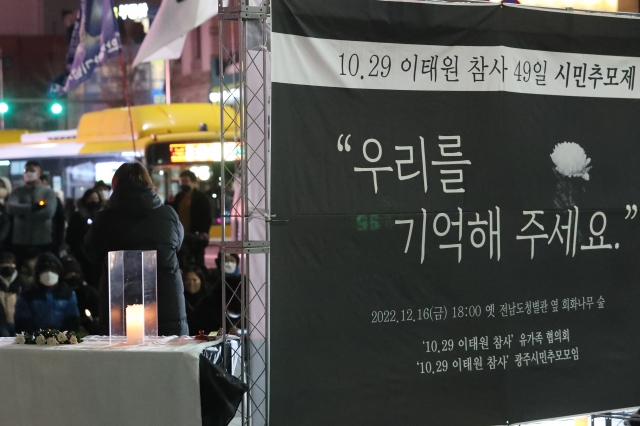 10.29 이태원 참사 49일 시민추모제
“우리를
기억해 주세요.”
2022.12.16(금) 18:00 옛 전남도청별관 옆 회화나무 숲
‘10.29 이태원 참사’ 유가족 협의회
‘10.29 이태원 참사’ 광주시민추모모임